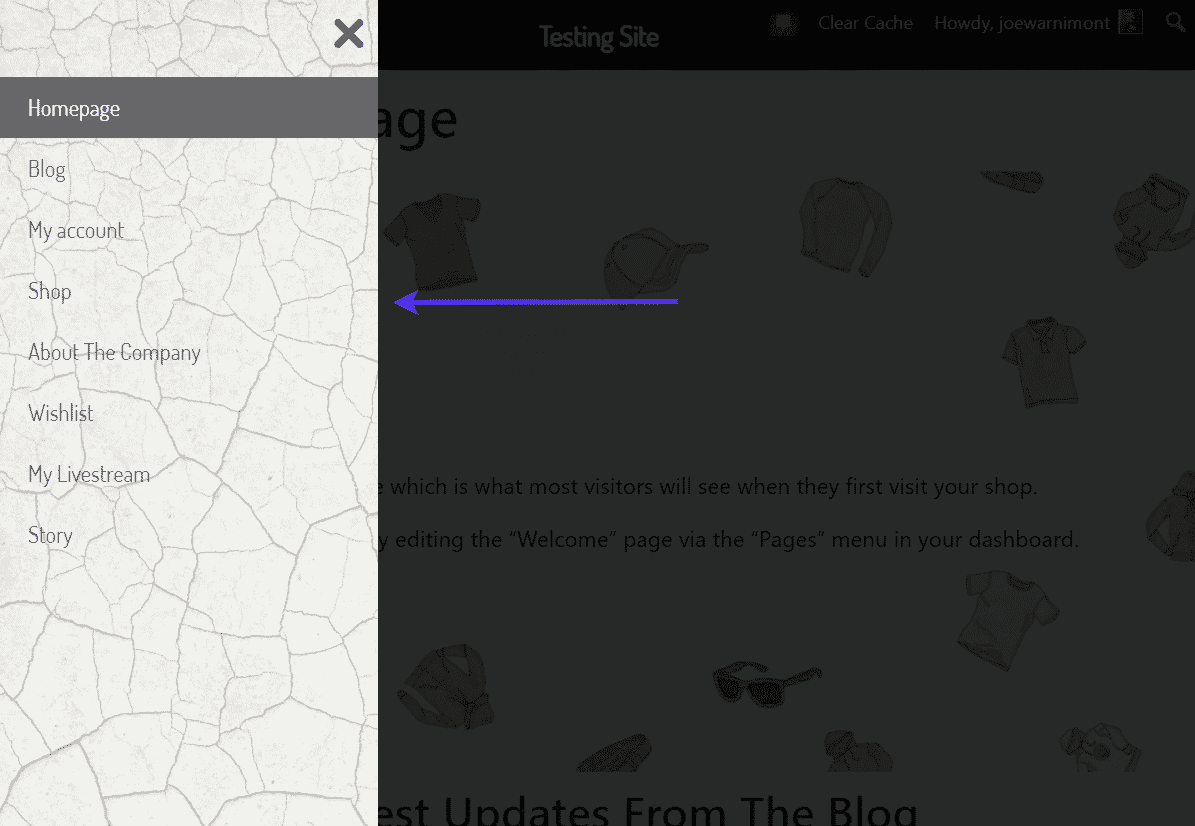 Testing Site
Clear Cache
Howdy, joewarnimont
Homepage
Blog
My account
Shop
About The Company
Wishlist
My Livestream
Story
age
e which is what most visitors will see when they first visit your shop.
y editing the “Welcome” page via the “Pages” menu in your dashboard.
est Updates From The Blog